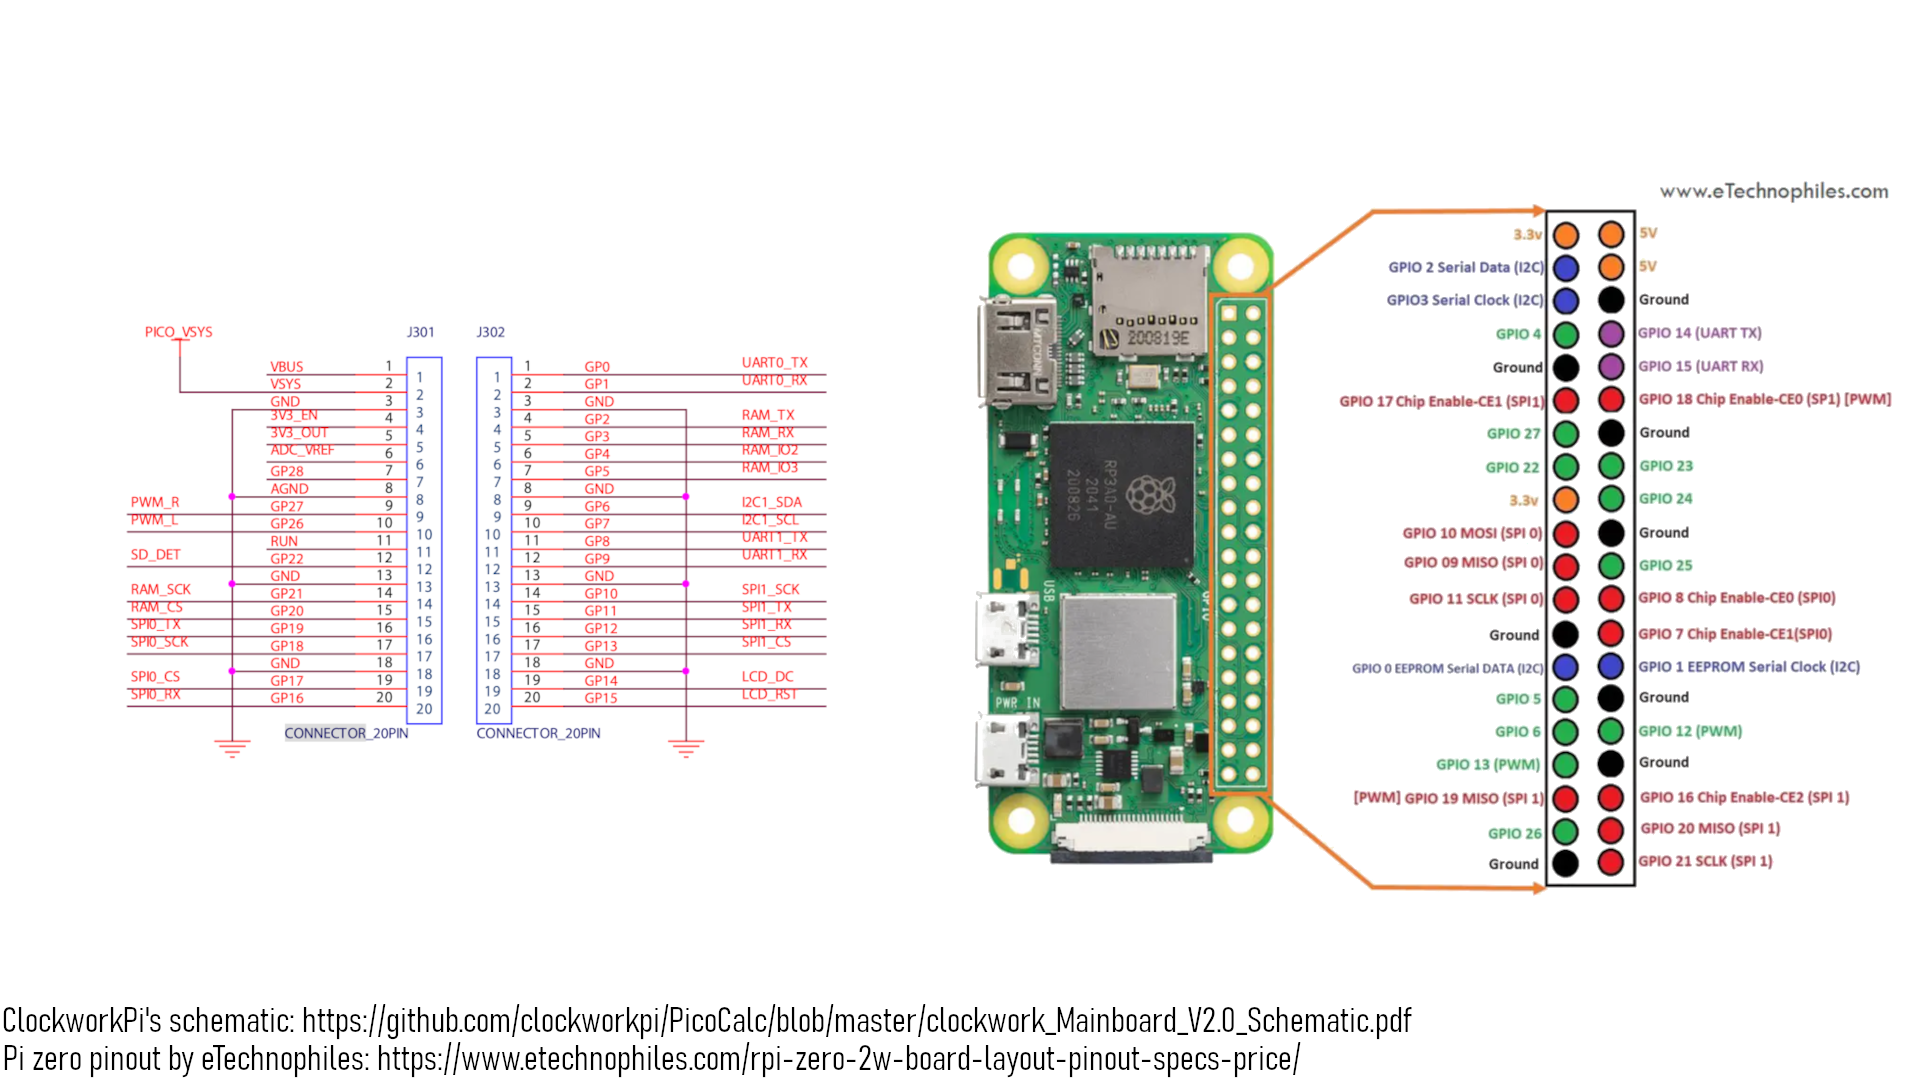 PICO_VSYS
J301
J302
VBUS 1
VSYS 2
GND 3
3V3_EN 4
3V3_OUT 5
ADC_VREF 6
GP28 7
AGND 8
PWM_R GP27 9
PWM_L GP26 10
RUN 11
SD_DET GP22 12
GND 13
RAM_SCK GP21 14
RAM_CS GP20 15
SPI0_TX GP19 16
SPI0_SCK GP18 17
GND 18
SPI0_CS GP17 19
SPI0_RX GP16 20
1
2
3
4
5
6
7
8
9
10
11
12
13
14
15
16
17
18
19
20
CONNECTOR_20PIN
1
2
3
4
5
6
7
8
9
10
11
12
13
14
15
16
17
18
19
20
1 GP0 UART0_TX
2 GP1 UART0_RX
3 GND
4 GP2 RAM_TX
5 GP3 RAM_RX
6 GP4 RAM_IO2
7 GP5 RAM_IO3
8 GND
9 GP6 I2C1_SDA
10 GP7 I2C1_SCL
11 GP8 UART1_TX
12 GP9 UART1_RX
13 GND
14 GP10 SPI1_SCK
15 GP11 SPI1_TX
16 GP12 SPI1_RX
17 GP13 SPI1_CS
18 GND
19 GP14 LCD_DC
20 GP15 LCD_RST
CONNECTOR_20PIN
200819E
RP3A0-AU
2041
200826
USB
GPIO
PWR IN
www.eTechnophiles.com
3.3v 5V
GPIO 2 Serial Data (I2C) 5V
GPIO3 Serial Clock (I2C) Ground
GPIO 4 GPIO 14 (UART TX)
Ground GPIO 15 (UART RX)
GPIO 17 Chip Enable-CE1 (SPI1) GPIO 18 Chip Enable-CE0 (SP1) [PWM]
GPIO 27 Ground
GPIO 22 GPIO 23
3.3v GPIO 24
GPIO 10 MOSI (SPI 0) Ground
GPIO 09 MISO (SPI 0) GPIO 25
GPIO 11 SCLK (SPI 0) GPIO 8 Chip Enable-CE0 (SPI0)
Ground GPIO 7 Chip Enable-CE1(SPI0)
GPIO 0 EEPROM Serial DATA (I2C) GPIO 1 EEPROM Serial Clock (I2C)
GPIO 5 Ground
GPIO 6 GPIO 12 (PWM)
GPIO 13 (PWM) Ground
[PWM] GPIO 19 MISO (SPI 1) GPIO 16 Chip Enable-CE2 (SPI 1)
GPIO 26 GPIO 20 MISO (SPI 1)
Ground GPIO 21 SCLK (SPI 1)
ClockworkPi's schematic: https://github.com/clockworkpi/PicoCalc/blob/master/clockwork_Mainboard_V2.0_Schematic.pdf
Pi zero pinout by eTechnophiles: https://www.etechnophiles.com/rpi-zero-2w-board-layout-pinout-specs-price/